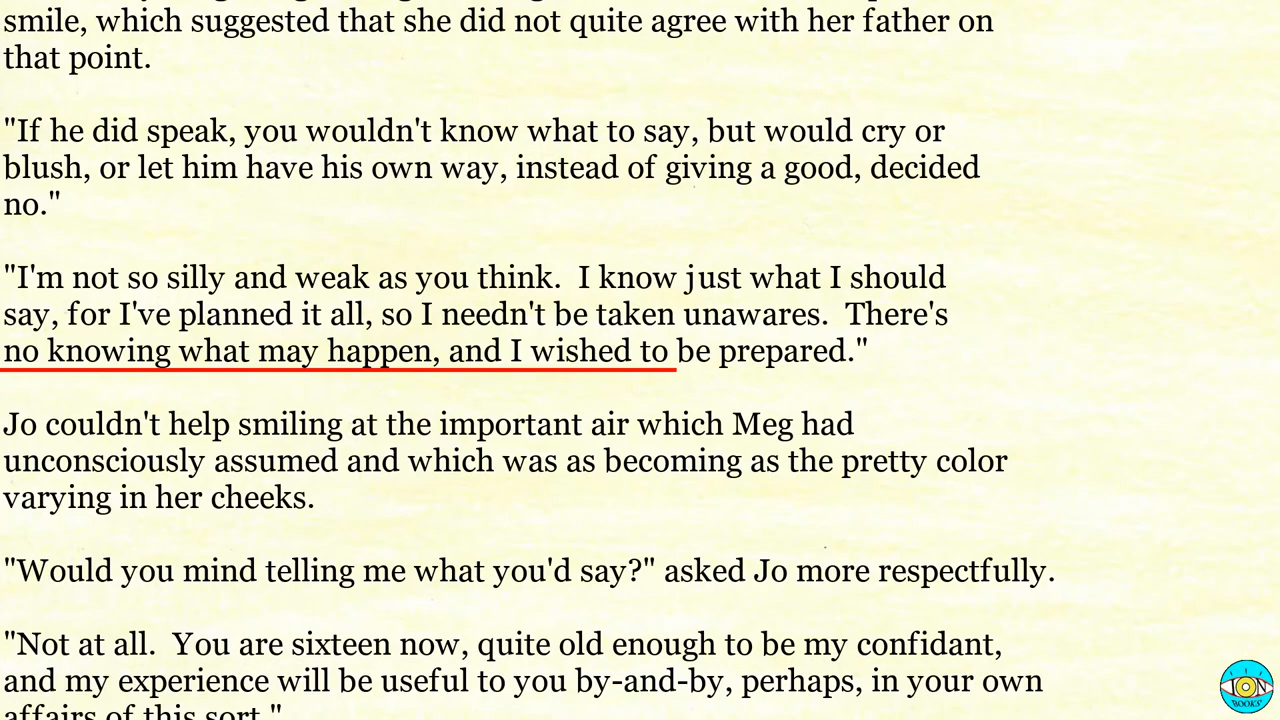 smile, which suggested that she did not quite agree with her father on
that point.
"If he did speak, you wouldn't know what to say, but would cry or
blush, or let him have his own way, instead of giving a good, decided
no."
"I'm not so silly and weak as you think.  I know just what I should
say, for I've planned it all, so I needn't be taken unawares.  There's
no knowing what may happen, and I wished to be prepared."
Jo couldn't help smiling at the important air which Meg had
unconsciously assumed and which was as becoming as the pretty color
varying in her cheeks.
"Would you mind telling me what you'd say?" asked Jo more respectfully.
"Not at all.  You are sixteen now, quite old enough to be my confidant,
and my experience will be useful to you by-and-by, perhaps, in your own
affairs of this sort."
ION
BOOKS